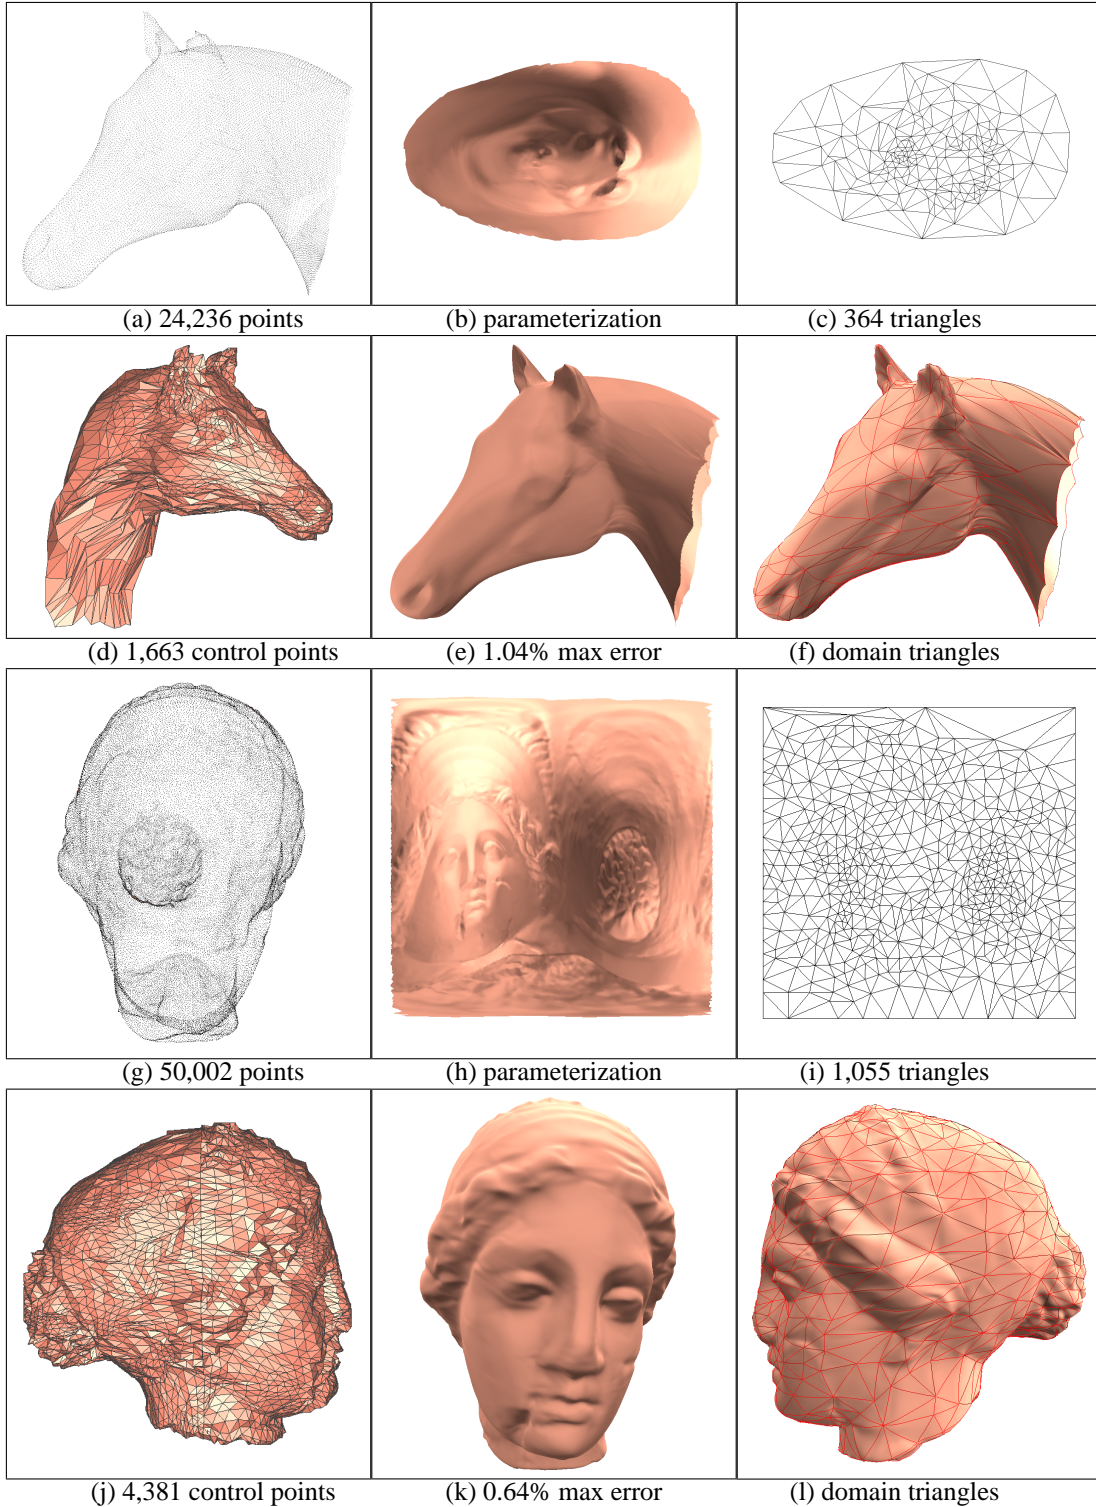 (a) 24,236 points
(b) parameterization
(c) 364 triangles
(d) 1,663 control points
(e) 1.04% max error
(f) domain triangles
(g) 50,002 points
(h) parameterization
(i) 1,055 triangles
(j) 4,381 control points
(k) 0.64% max error
(l) domain triangles